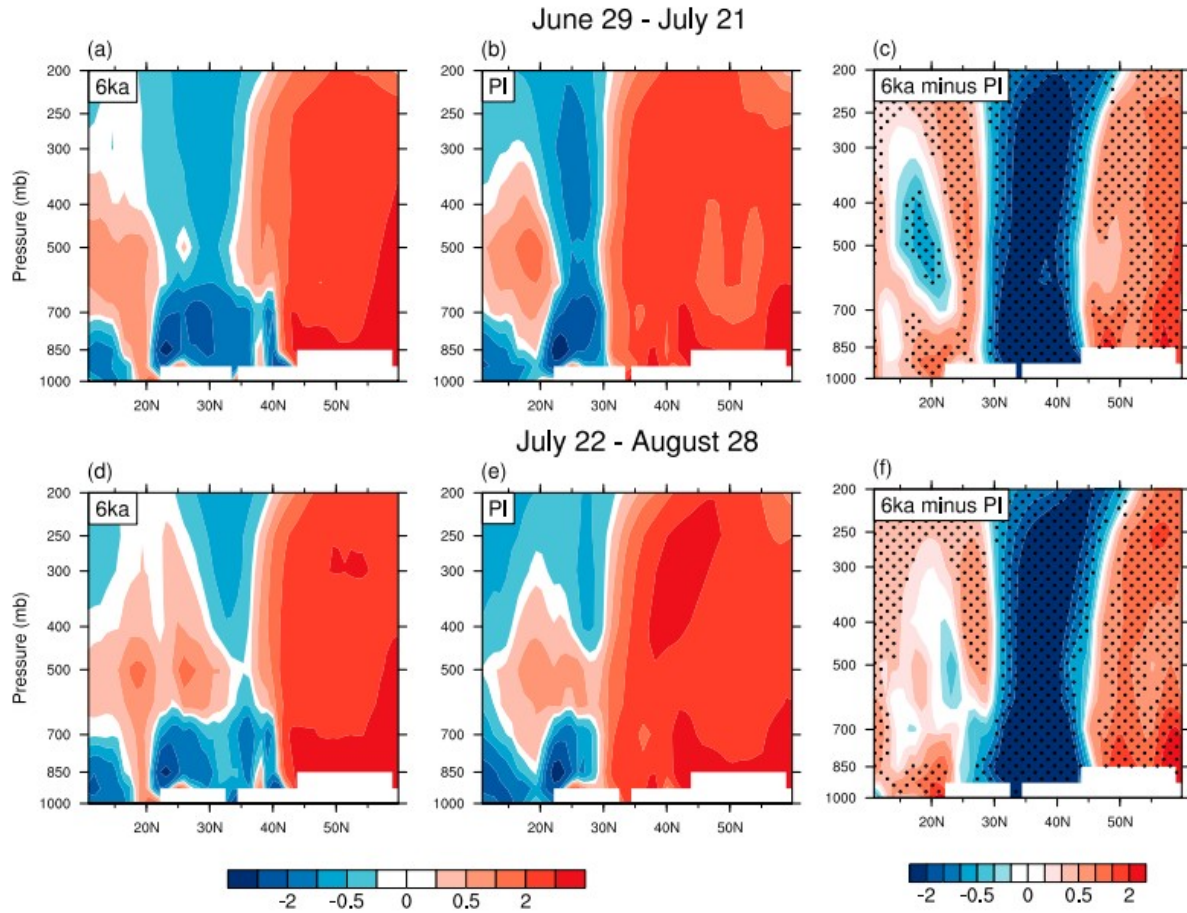 June 29 - July 21
(a) (b) (c)
6ka PI 6ka minus PI
Pressure (mb)
200 200 200
250 250 250
300 300 300
400 400 400
500 500 500
700 700 700
850 850 850
1000 1000 1000
20N 30N 40N 50N 20N 30N 40N 50N 20N 30N 40N 50N
July 22 - August 28
(d) (e) (f)
6ka PI 6ka minus PI
Pressure (mb)
200 200 200
250 250 250
300 300 300
400 400 400
500 500 500
700 700 700
850 850 850
1000 1000 1000
20N 30N 40N 50N 20N 30N 40N 50N 20N 30N 40N 50N
-2 -0.5 0 0.5 2 -2 -0.5 0 0.5 2